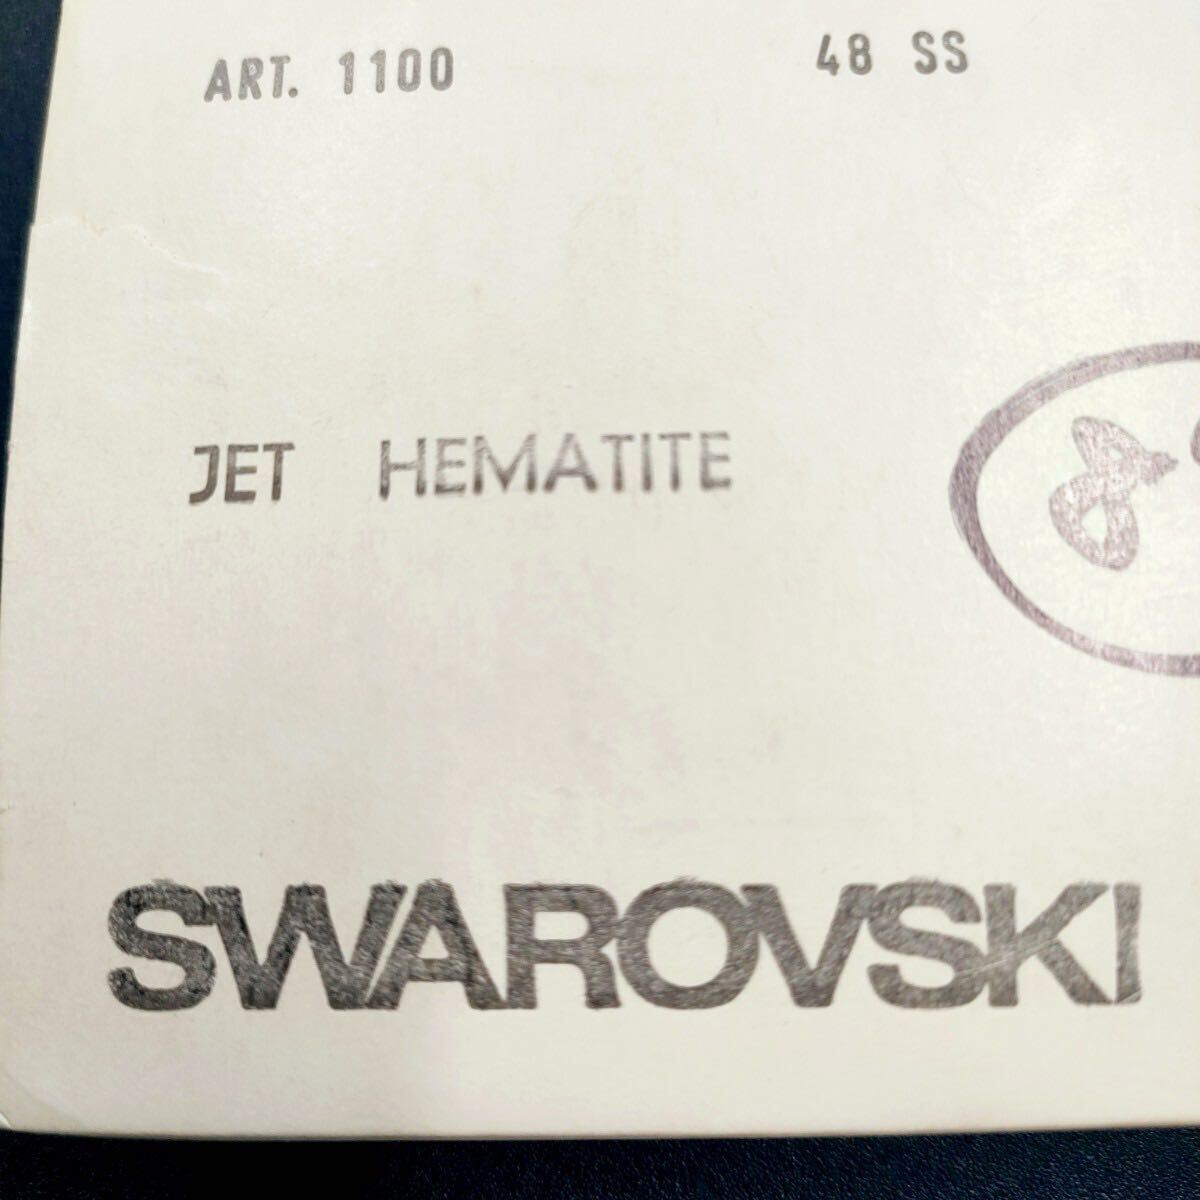 ART. 1100 48 SS
JET HEMATITE
SWAROVSKI